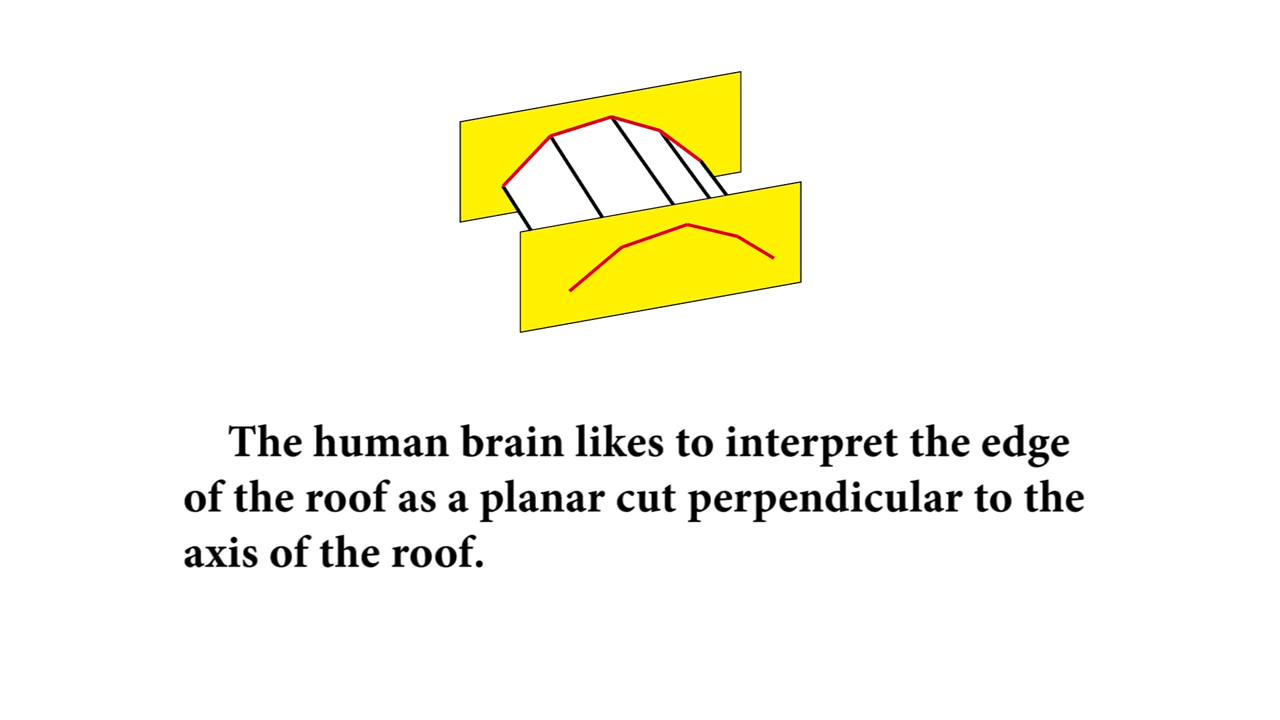 The human brain likes to interpret the edge
of the roof as a planar cut perpendicular to the
axis of the roof.